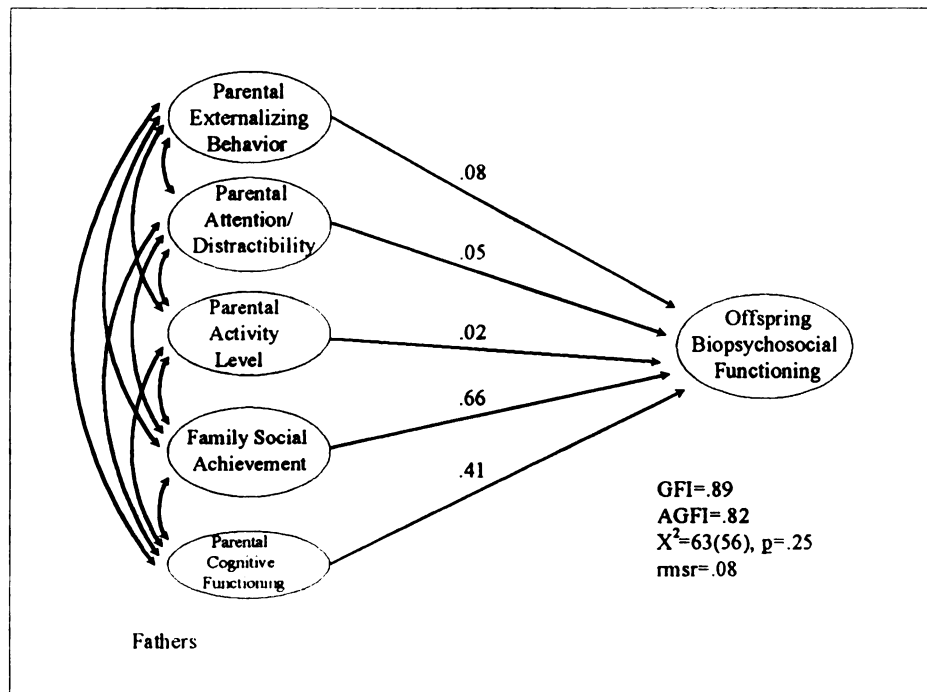 Parental
Externalizing
Behavior
.08
Parental
Attention/
Distractibility
.05
Parental
Activity
Level
.02
Offspring
Biopsychosocial
Functioning
.66
Family Social
Achievement
.41
Parental
Cognitive
Functioning
GFI=.89
AGFI=.82
X²=63(56), p=.25
rmsr=.08
Fathers